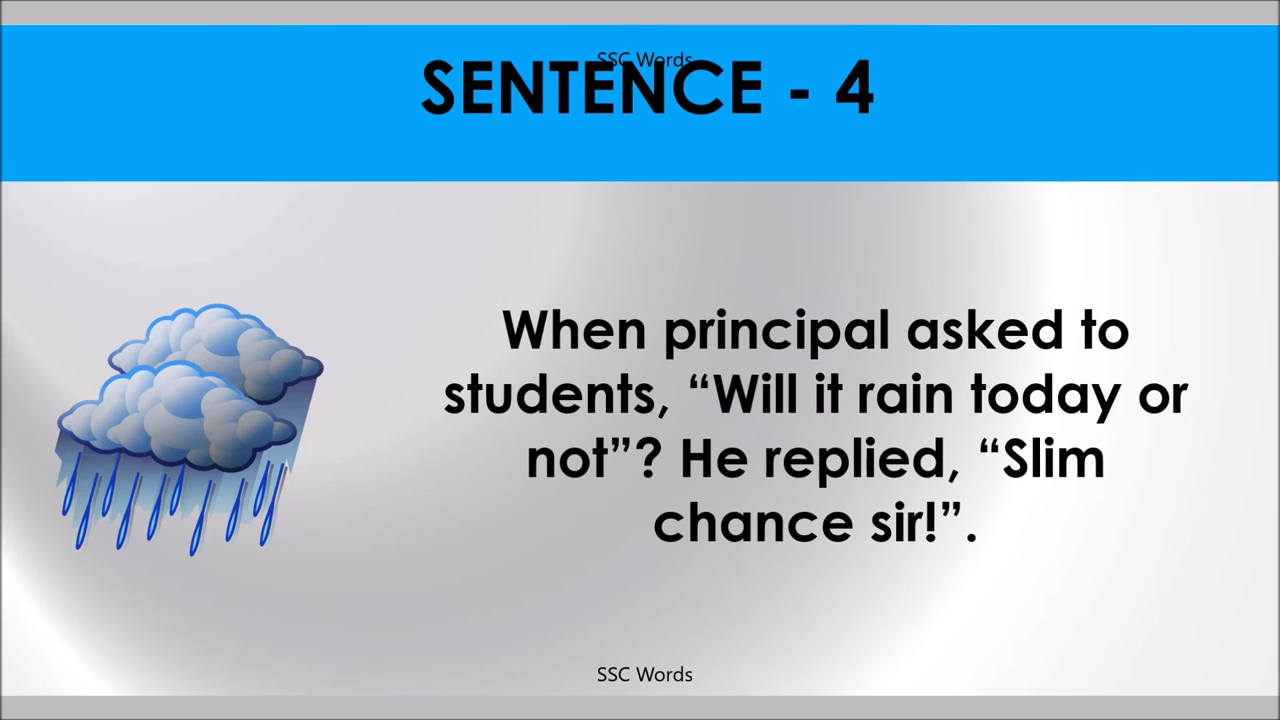 SSC Words
SENTENCE - 4
When principal asked to
students, “Will it rain today or
not”? He replied, “Slim
chance sir!”.
SSC Words